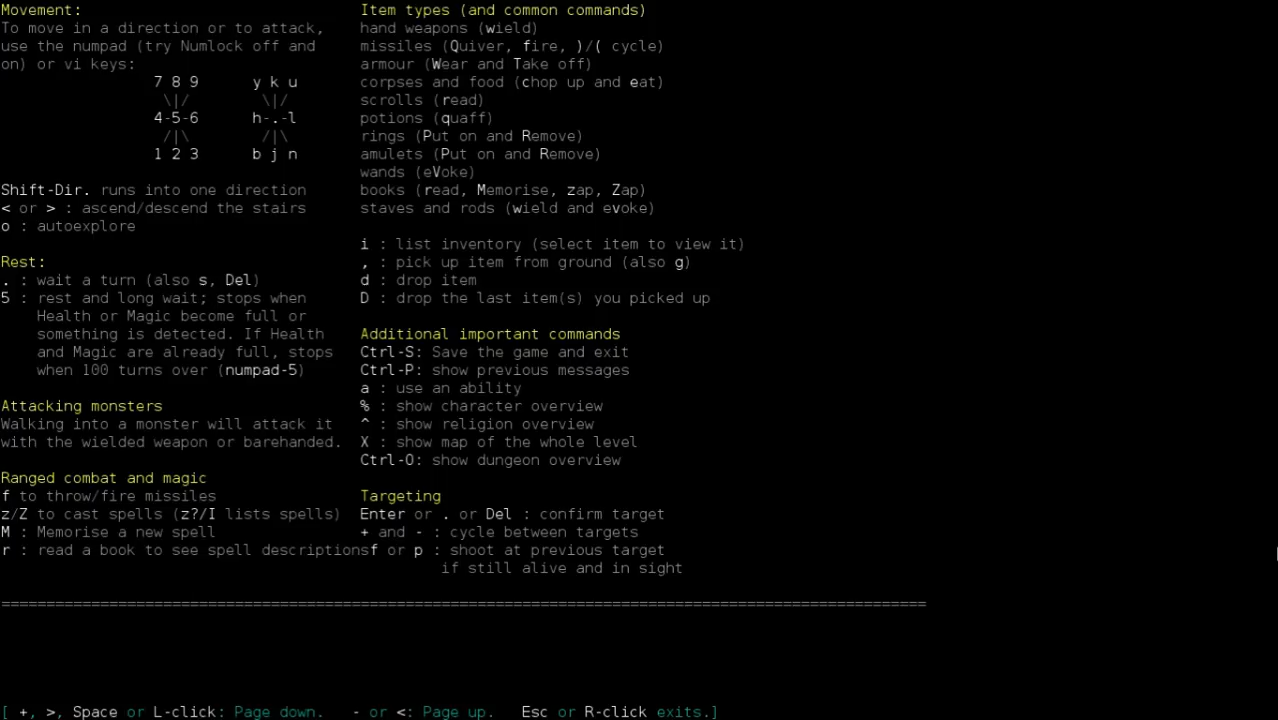 Movement:
To move in a direction or to attack,
use the numpad (try Numlock off and
on) or vi keys:
7 8 9 y k u
\|/ \|/
4-5-6 h-.-l
/|\ /|\
1 2 3 b j n
Shift-Dir. runs into one direction
< or > : ascend/descend the stairs
o : autoexplore
Rest:
. : wait a turn (also s, Del)
5 : rest and long wait; stops when
Health or Magic become full or
something is detected. If Health
and Magic are already full, stops
when 100 turns over (numpad-5)
Attacking monsters
Walking into a monster will attack it
with the wielded weapon or barehanded.
Ranged combat and magic
f to throw/fire missiles
z/Z to cast spells (z?/I lists spells)
M : Memorise a new spell
r : read a book to see spell descriptions
Item types (and common commands)
hand weapons (wield)
missiles (Quiver, fire, )/( cycle)
armour (Wear and Take off)
corpses and food (chop up and eat)
scrolls (read)
potions (quaff)
rings (Put on and Remove)
amulets (Put on and Remove)
wands (eVoke)
books (read, Memorise, zap, Zap)
staves and rods (wield and evoke)
i : list inventory (select item to view it)
, : pick up item from ground (also g)
d : drop item
D : drop the last item(s) you picked up
Additional important commands
Ctrl-S: Save the game and exit
Ctrl-P: show previous messages
a : use an ability
% : show character overview
^ : show religion overview
X : show map of the whole level
Ctrl-O: show dungeon overview
Targeting
Enter or . or Del : confirm target
+ and - : cycle between targets
f or p : shoot at previous target
if still alive and in sight
[ +, >, Space or L-click: Page down. - or <: Page up. Esc or R-click exits.]